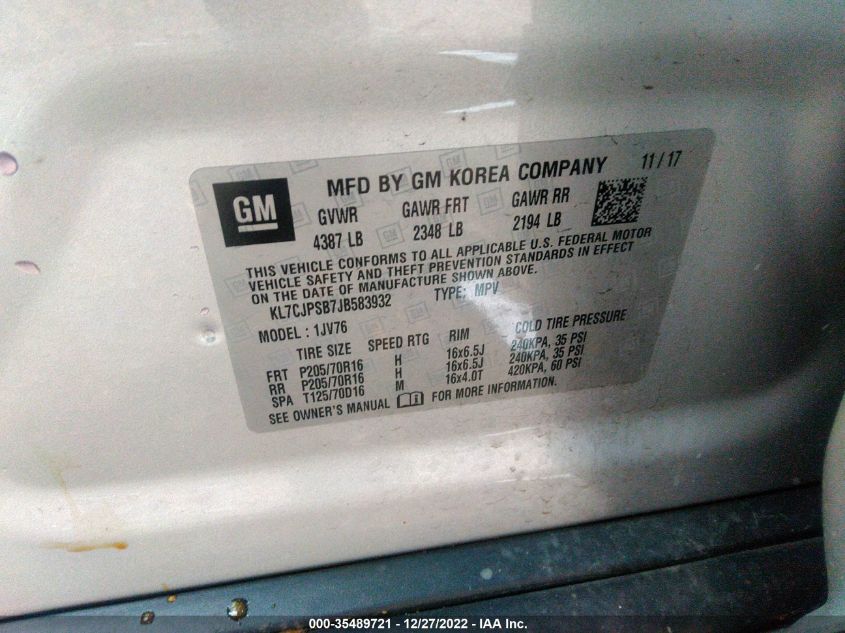 GM
MFD BY GM KOREA COMPANY 11/17
GVWR GAWR FRT GAWR RR
4387 LB 2348 LB 2194 LB
THIS VEHICLE CONFORMS TO ALL APPLICABLE U.S. FEDERAL MOTOR
VEHICLE SAFETY AND THEFT PREVENTION STANDARDS IN EFFECT
ON THE DATE OF MANUFACTURE SHOWN ABOVE.
KL7CJPSB7JB583932 TYPE: MPV
MODEL: 1JV76
TIRE SIZE SPEED RTG RIM COLD TIRE PRESSURE
FRT P205/70R16 H 16x6.5J 240KPA, 35 PSI
RR P205/70R16 H 16x6.5J 240KPA, 35 PSI
SPA T125/70D16 M 16x4.0T 420KPA, 60 PSI
SEE OWNER'S MANUAL FOR MORE INFORMATION.
000-35489721 - 12/27/2022 - IAA Inc.